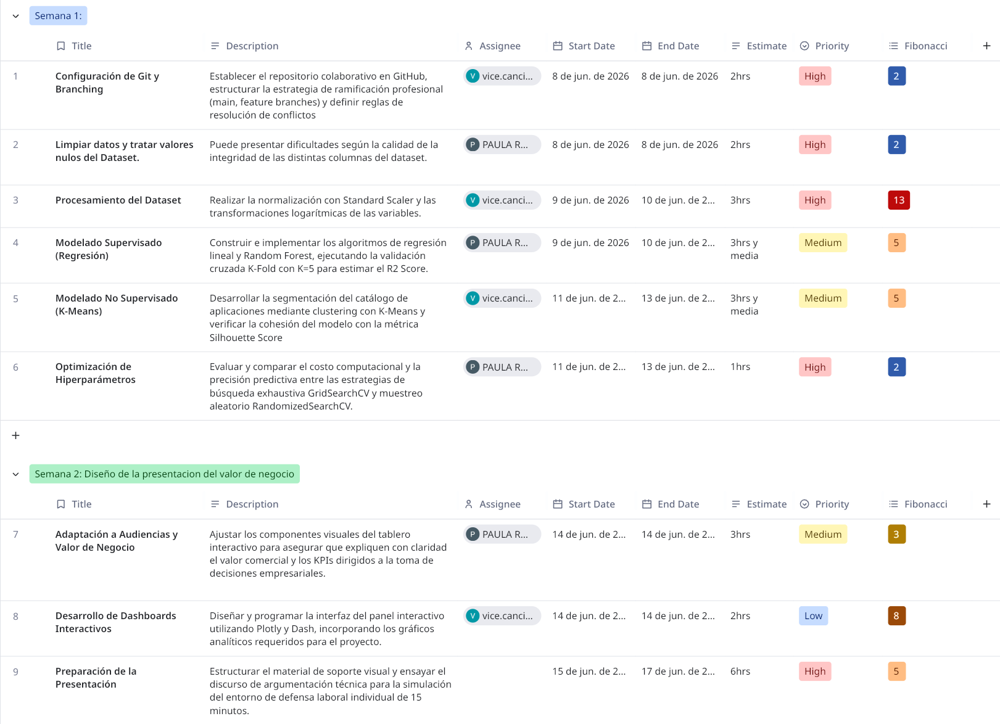 Semana 1:
Title Description Assignee Start Date End Date Estimate Priority Fibonacci
1 Configuración de Git y Establecer el repositorio colaborativo en GitHub, V vice.canci... 8 de jun. de 2026 8 de jun. de 2026 2hrs High 2
Branching estructurar la estrategia de ramificación profesional
(main, feature branches) y definir reglas de
resolución de conflictos
2 Limpiar datos y tratar valores Puede presentar dificultades según la calidad de la P PAULA R... 8 de jun. de 2026 8 de jun. de 2026 2hrs High 2
nulos del Dataset. integridad de las distintas columnas del dataset.
3 Procesamiento del Dataset Realizar la normalización con Standard Scaler y las V vice.canci... 9 de jun. de 2026 10 de jun. de 2... 3hrs High 13
transformaciones logarítmicas de las variables.
4 Modelado Supervisado Construir e implementar los algoritmos de regresión P PAULA R... 9 de jun. de 2026 10 de jun. de 2... 3hrs y Medium 5
(Regresión) lineal y Random Forest, ejecutando la validación media
cruzada K-Fold con K=5 para estimar el R2 Score.
5 Modelado No Supervisado Desarrollar la segmentación del catálogo de V vice.canci... 11 de jun. de 2... 13 de jun. de 2... 3hrs y Medium 5
(K-Means) aplicaciones mediante clustering con K-Means y media
verificar la cohesión del modelo con la métrica
Silhouette Score
6 Optimización de Evaluar y comparar el costo computacional y la P PAULA R... 11 de jun. de 2... 13 de jun. de 2... 1hrs High 2
Hiperparámetros precisión predictiva entre las estrategias de
búsqueda exhaustiva GridSearchCV y muestreo
aleatorio RandomizedSearchCV.
Semana 2: Diseño de la presentacion del valor de negocio
Title Description Assignee Start Date End Date Estimate Priority Fibonacci
7 Adaptación a Audiencias y Ajustar los componentes visuales del tablero P PAULA R... 14 de jun. de 2... 14 de jun. de 2... 3hrs Medium 3
Valor de Negocio interactivo para asegurar que expliquen con claridad
el valor comercial y los KPIs dirigidos a la toma de
decisiones empresariales.
8 Desarrollo de Dashboards Diseñar y programar la interfaz del panel interactivo V vice.canci... 14 de jun. de 2... 14 de jun. de 2... 2hrs Low 8
Interactivos utilizando Plotly y Dash, incorporando los gráficos
analíticos requeridos para el proyecto.
9 Preparación de la Estructurar el material de soporte visual y ensayar el 15 de jun. de 2... 17 de jun. de 2... 6hrs High 5
Presentación discurso de argumentación técnica para la simulación
del entorno de defensa laboral individual de 15
minutos.